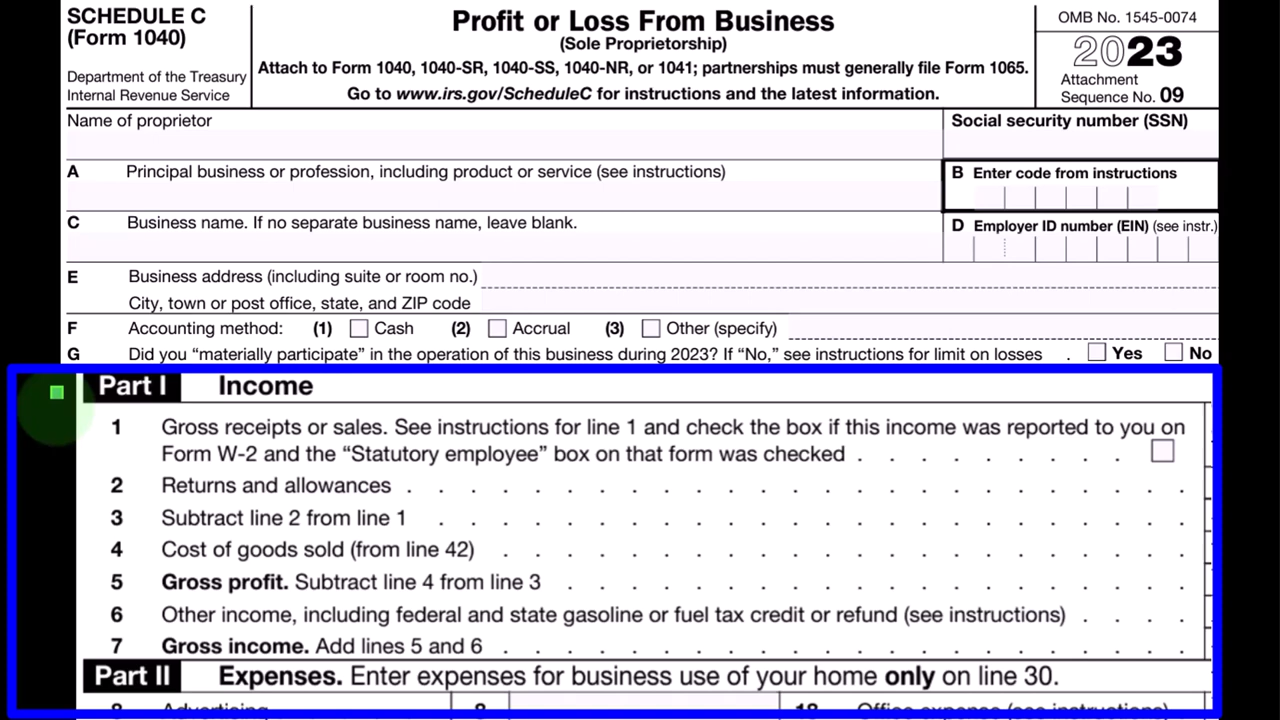 SCHEDULE C
(Form 1040)
Department of the Treasury
Internal Revenue Service
Profit or Loss From Business
(Sole Proprietorship)
Attach to Form 1040, 1040-SR, 1040-SS, 1040-NR, or 1041; partnerships must generally file Form 1065.
Go to www.irs.gov/ScheduleC for instructions and the latest information.
OMB No. 1545-0074
2023
Attachment
Sequence No. 09
Name of proprietor
Social security number (SSN)
A Principal business or profession, including product or service (see instructions)
B Enter code from instructions
C Business name. If no separate business name, leave blank.
D Employer ID number (EIN) (see instr.)
E Business address (including suite or room no.)
City, town or post office, state, and ZIP code
F Accounting method: (1) Cash (2) Accrual (3) Other (specify)
G Did you “materially participate” in the operation of this business during 2023? If “No,” see instructions for limit on losses . Yes No
Part I Income
1 Gross receipts or sales. See instructions for line 1 and check the box if this income was reported to you on
Form W-2 and the “Statutory employee” box on that form was checked . . . . . . . . .
2 Returns and allowances . . . . . . . . . . . . . . . . . . . . . .
3 Subtract line 2 from line 1 . . . . . . . . . . . . . . . . . . . . .
4 Cost of goods sold (from line 42) . . . . . . . . . . . . . . . . . . .
5 Gross profit. Subtract line 4 from line 3 . . . . . . . . . . . . . . . . .
6 Other income, including federal and state gasoline or fuel tax credit or refund (see instructions) . . . .
7 Gross income. Add lines 5 and 6 . . . . . . . . . . . . . . . . . . .
Part II Expenses. Enter expenses for business use of your home only on line 30.
8 Advertising 8 18 Office expense (see instructions)